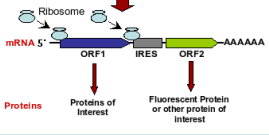 Ribosome
mRNA 5' ORF1 IRES ORF2 AAAAAA
Proteins
Proteins of
Interest
Fluorescent Protein
or other protein of
interest